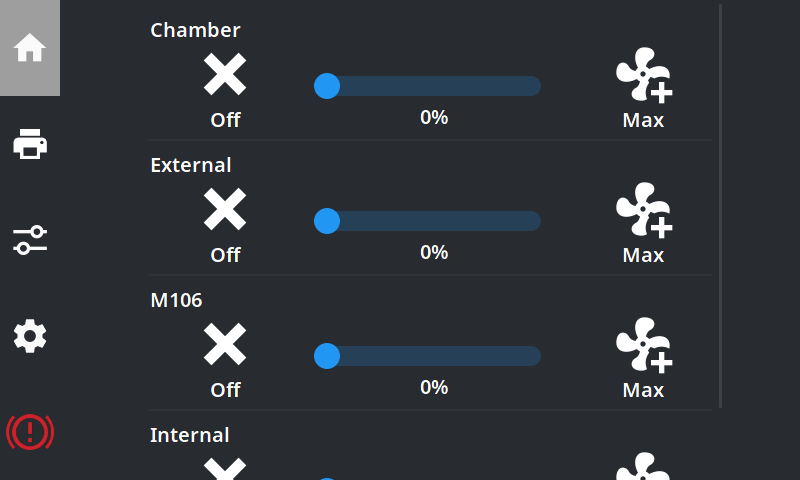 Chamber
Off
0%
Max
External
Off
0%
Max
M106
Off
0%
Max
Internal